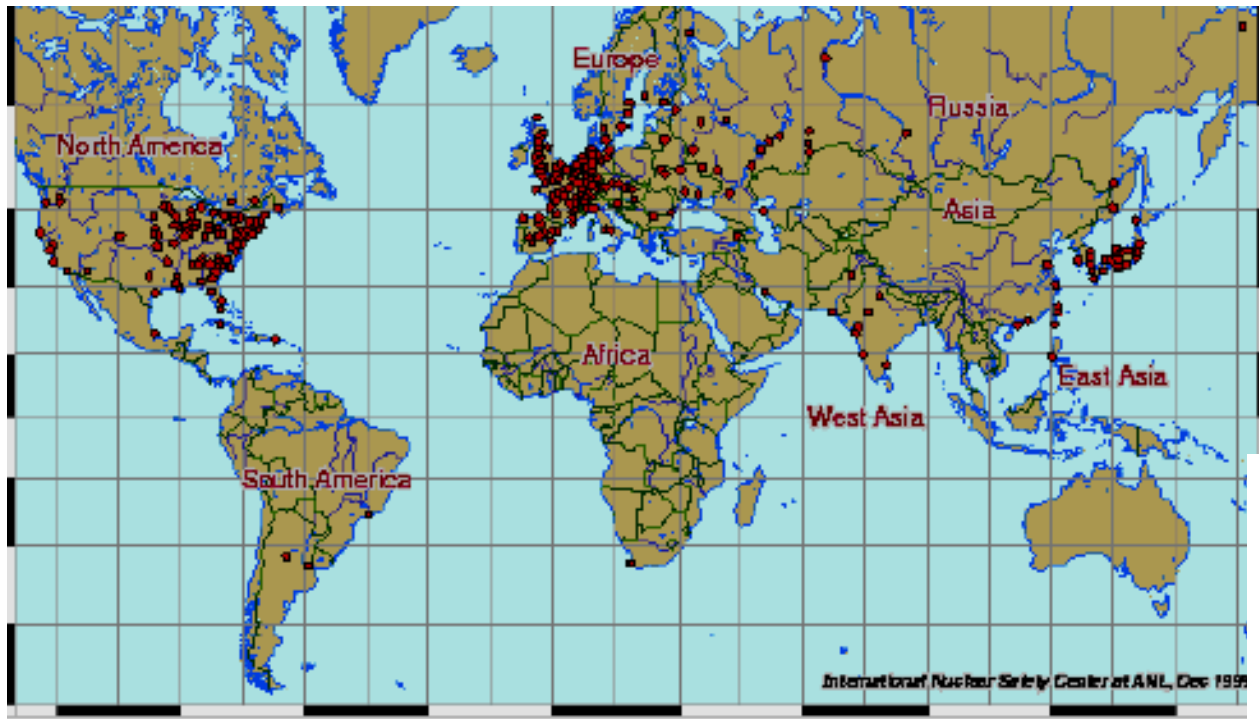 Europe
Russia
North America
Asia
Africa
East Asia
West Asia
South America
International Nuclear Safety Center at ANL, Dec 1999